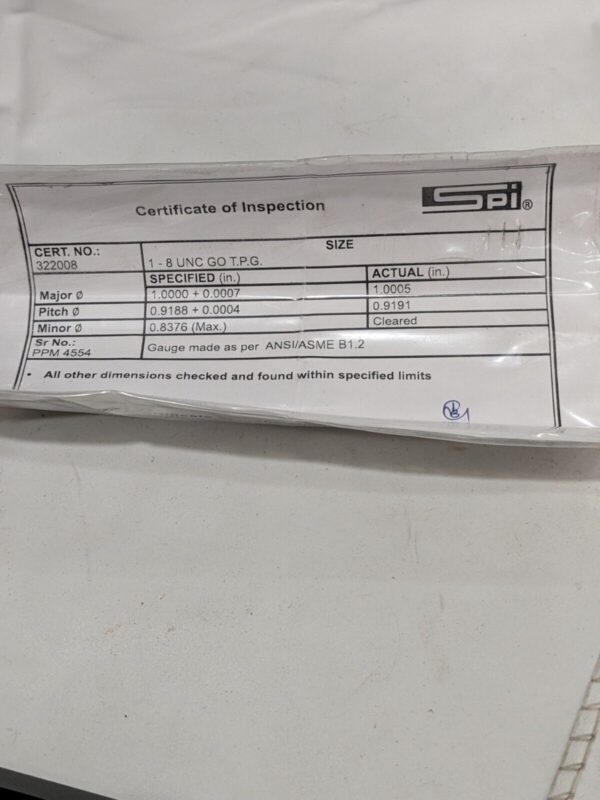 Certificate of Inspection
SPi®
CERT. NO.:
322008
SIZE
1 - 8 UNC GO T.P.G.
SPECIFIED (in.)
ACTUAL (in.)
Major Ø
1.0000 + 0.0007
1.0005
Pitch Ø
0.9188 + 0.0004
0.9191
Minor Ø
0.8376 (Max.)
Cleared
Sr No.:
PPM 4554
Gauge made as per ANSI/ASME B1.2
• All other dimensions checked and found within specified limits